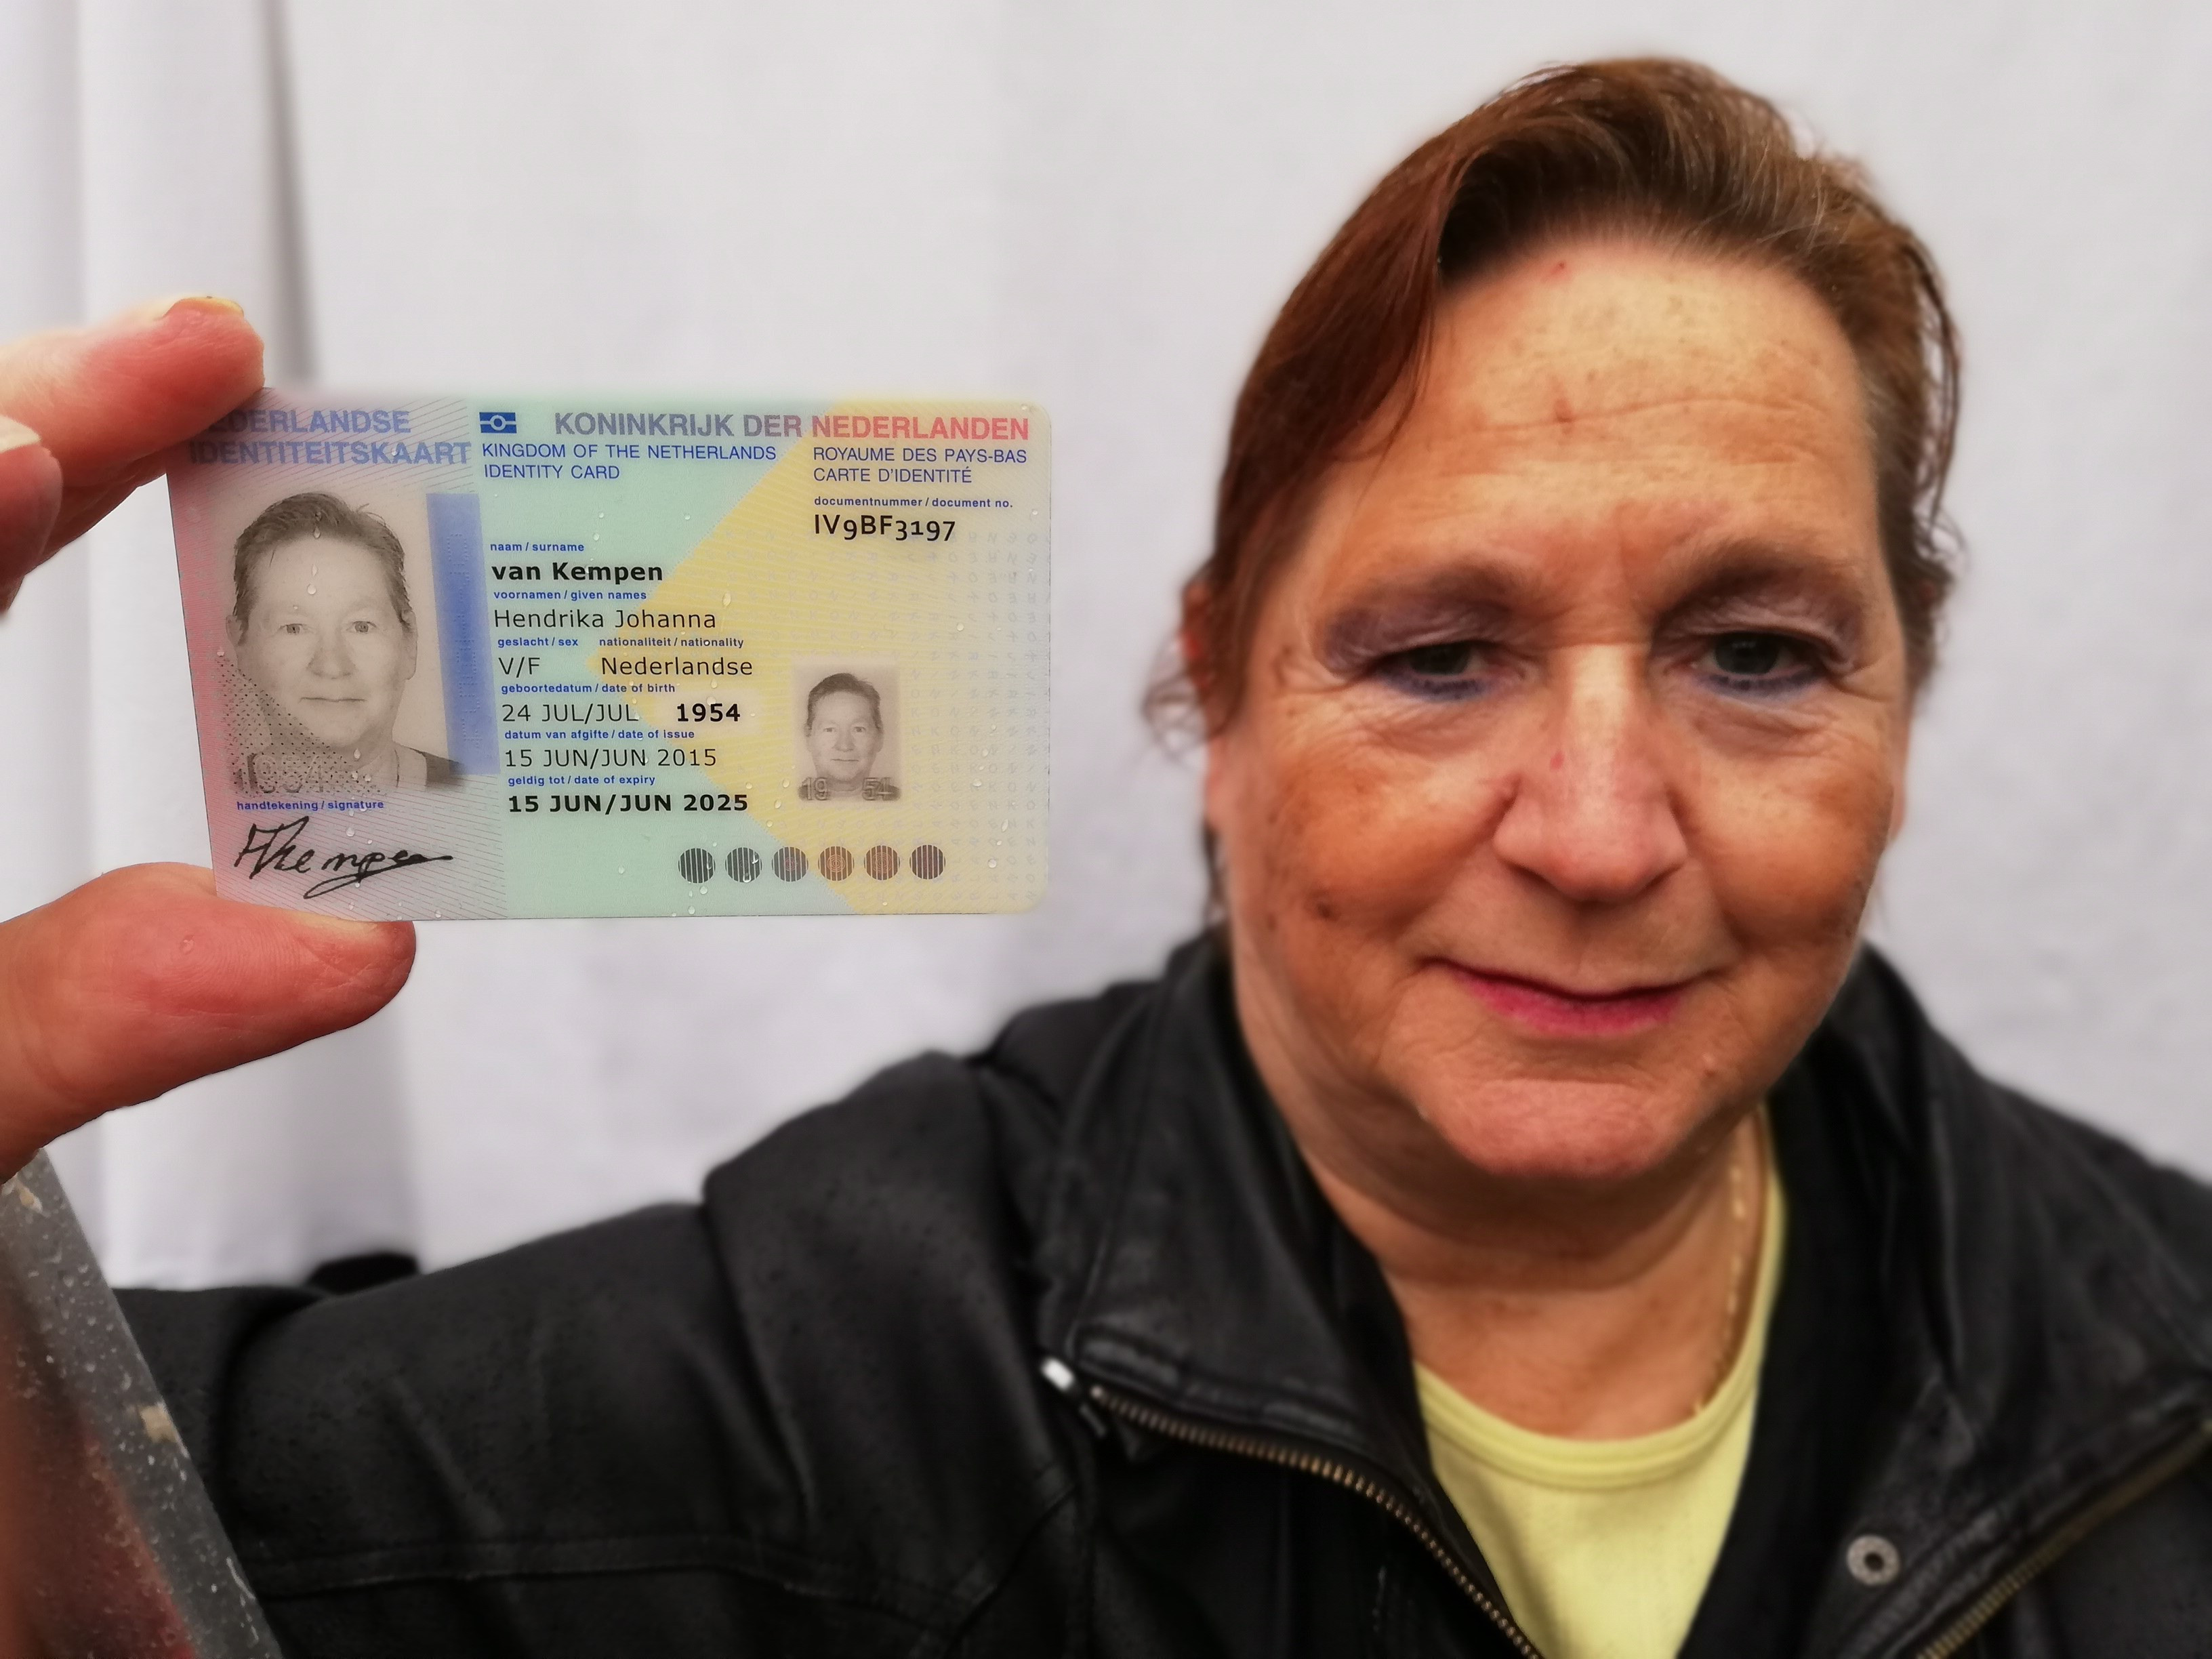 NEDERLANDSE
IDENTITEITSKAART
KONINKRIJK DER NEDERLANDEN
KINGDOM OF THE NETHERLANDS
IDENTITY CARD
ROYAUME DES PAYS-BAS
CARTE D'IDENTITÉ
documentnummer / document no.
IV9BF3197
naam / surname
van Kempen
voornamen / given names
Hendrika Johanna
geslacht / sex nationaliteit / nationality
V/F Nederlandse
geboortedatum / date of birth
24 JUL/JUL 1954
datum van afgifte / date of issue
15 JUN/JUN 2015
geldig tot / date of expiry
15 JUN/JUN 2025
19 54
1954
handtekening / signature
HKempen